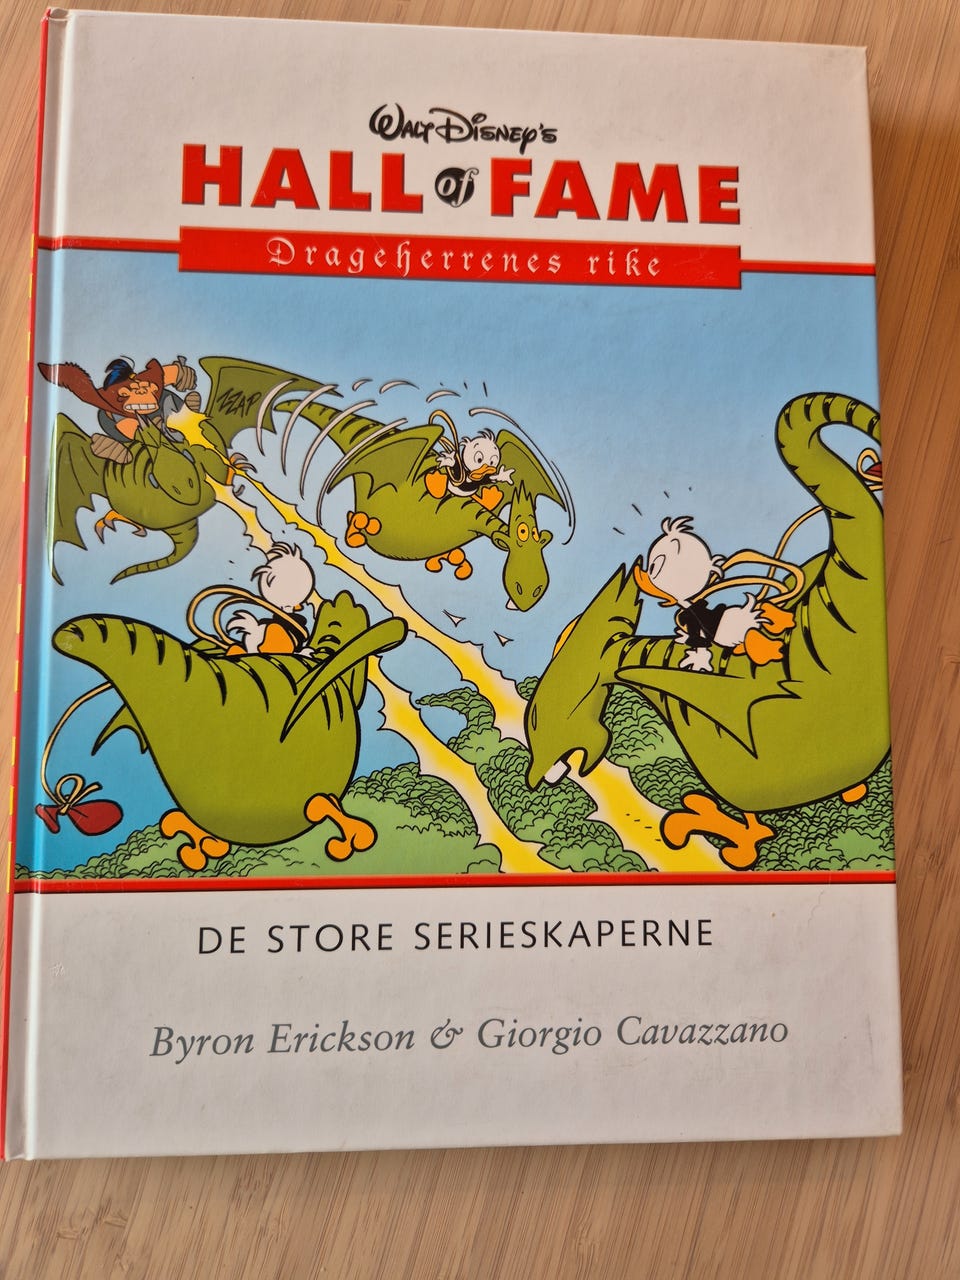 Walt Disney's
HALL of FAME
Drageherrenes rike
ZZAP
DE STORE SERIESKAPERNE
Byron Erickson & Giorgio Cavazzano